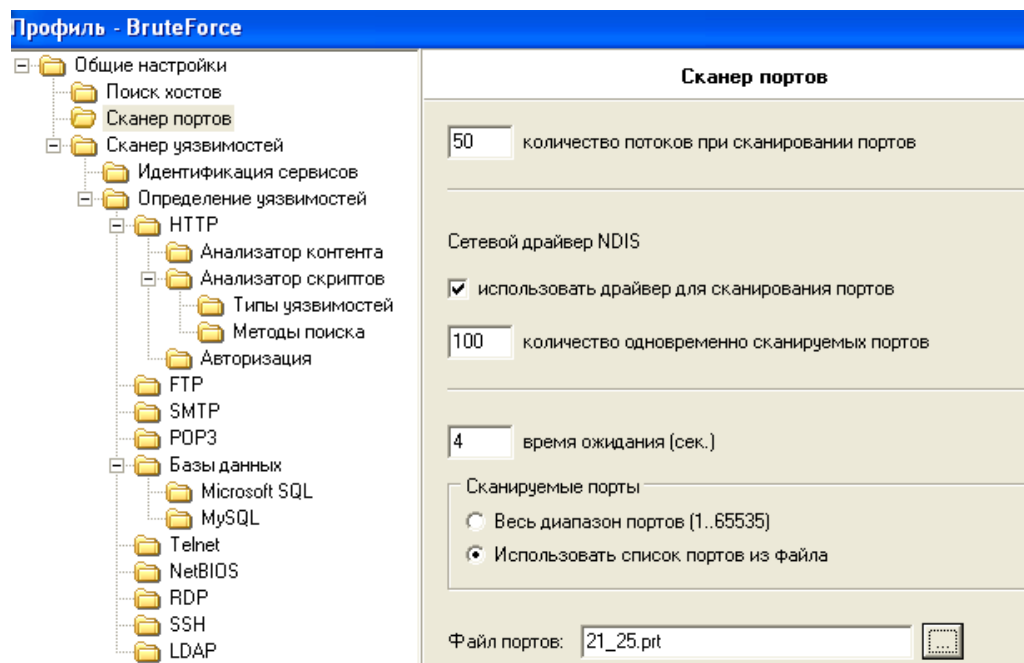 Профиль - BruteForce
Общие настройки
Поиск хостов
Сканер портов
Сканер уязвимостей
Идентификация сервисов
Определение уязвимостей
HTTP
Анализатор контента
Анализатор скриптов
Типы уязвимостей
Методы поиска
Авторизация
FTP
SMTP
POP3
Базы данных
Microsoft SQL
MySQL
Telnet
NetBIOS
RDP
SSH
LDAP
Сканер портов
50 количество потоков при сканировании портов
Сетевой драйвер NDIS
использовать драйвер для сканирования портов
100 количество одновременно сканируемых портов
4 время ожидания (сек.)
Сканируемые порты
Весь диапазон портов (1..65535)
Использовать список портов из файла
Файл портов: 21_25.prt ...